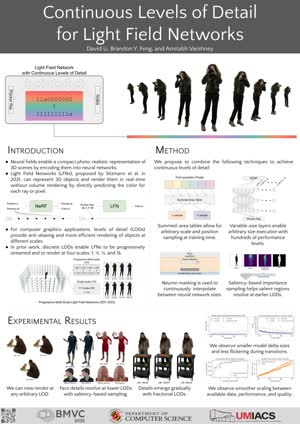 Continuous Levels of Detail
for Light Field Networks
David Li, Brandon Y. Feng, and Amitabh Varshney
Light Field Network
with Continuous Levels of Detail
Plücker Ray
RGBA
INTRODUCTION
Neural fields enable a compact photo-realistic representation
of 3D scenes by encoding them into neural networks.
Light Field Networks (LFNs), proposed by Sitzmann et al. in
2021, can represent 3D objects and render them in real-time
without volume rendering by directly predicting the color for
each ray or pixel.
NeRF
LFN
For computer graphics applications, levels of detail (LODs)
provide anti-aliasing and more efficient rendering of objects at
different scales.
In prior work, discrete LODs enable LFNs to be progressively
streamed and to render at four scales: 1, ½, ¼, & ⅛.
Progressive Multi-Scale Light Field Networks (3DV 2022)
METHOD
We propose to combine the following techniques to achieve
continuous levels of detail:
Summed-area tables allow for
arbitrary scale and position
sampling at training time.
Variable-size layers enable
arbitrary size execution with
hundreds of performance
levels.
Neuron masking is used to
continuously interpolate
between neural network sizes.
Saliency-based importance
sampling helps salient regions
resolve at earlier LODs.
EXPERIMENTAL RESULTS
We can now render at
any arbitrary LOD
Face details resolve at lower LODs
with saliency-based sampling.
Details emerge gradually
with fractional LODs
We observe smaller model delta sizes
and less flickering during transitions.
We observe smoother scaling between
available data, performance, and quality.
BMVC
2023
DEPARTMENT OF
COMPUTER SCIENCE
UMIACS